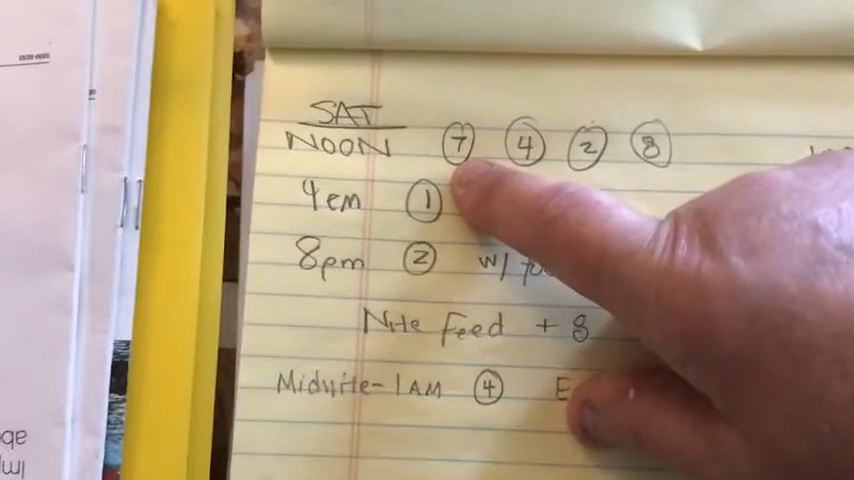 SAT
NOON 7 4 2 8
4pm 1
8pm 2 w/
Nite feed + 8
Midnite-1AM 4 E